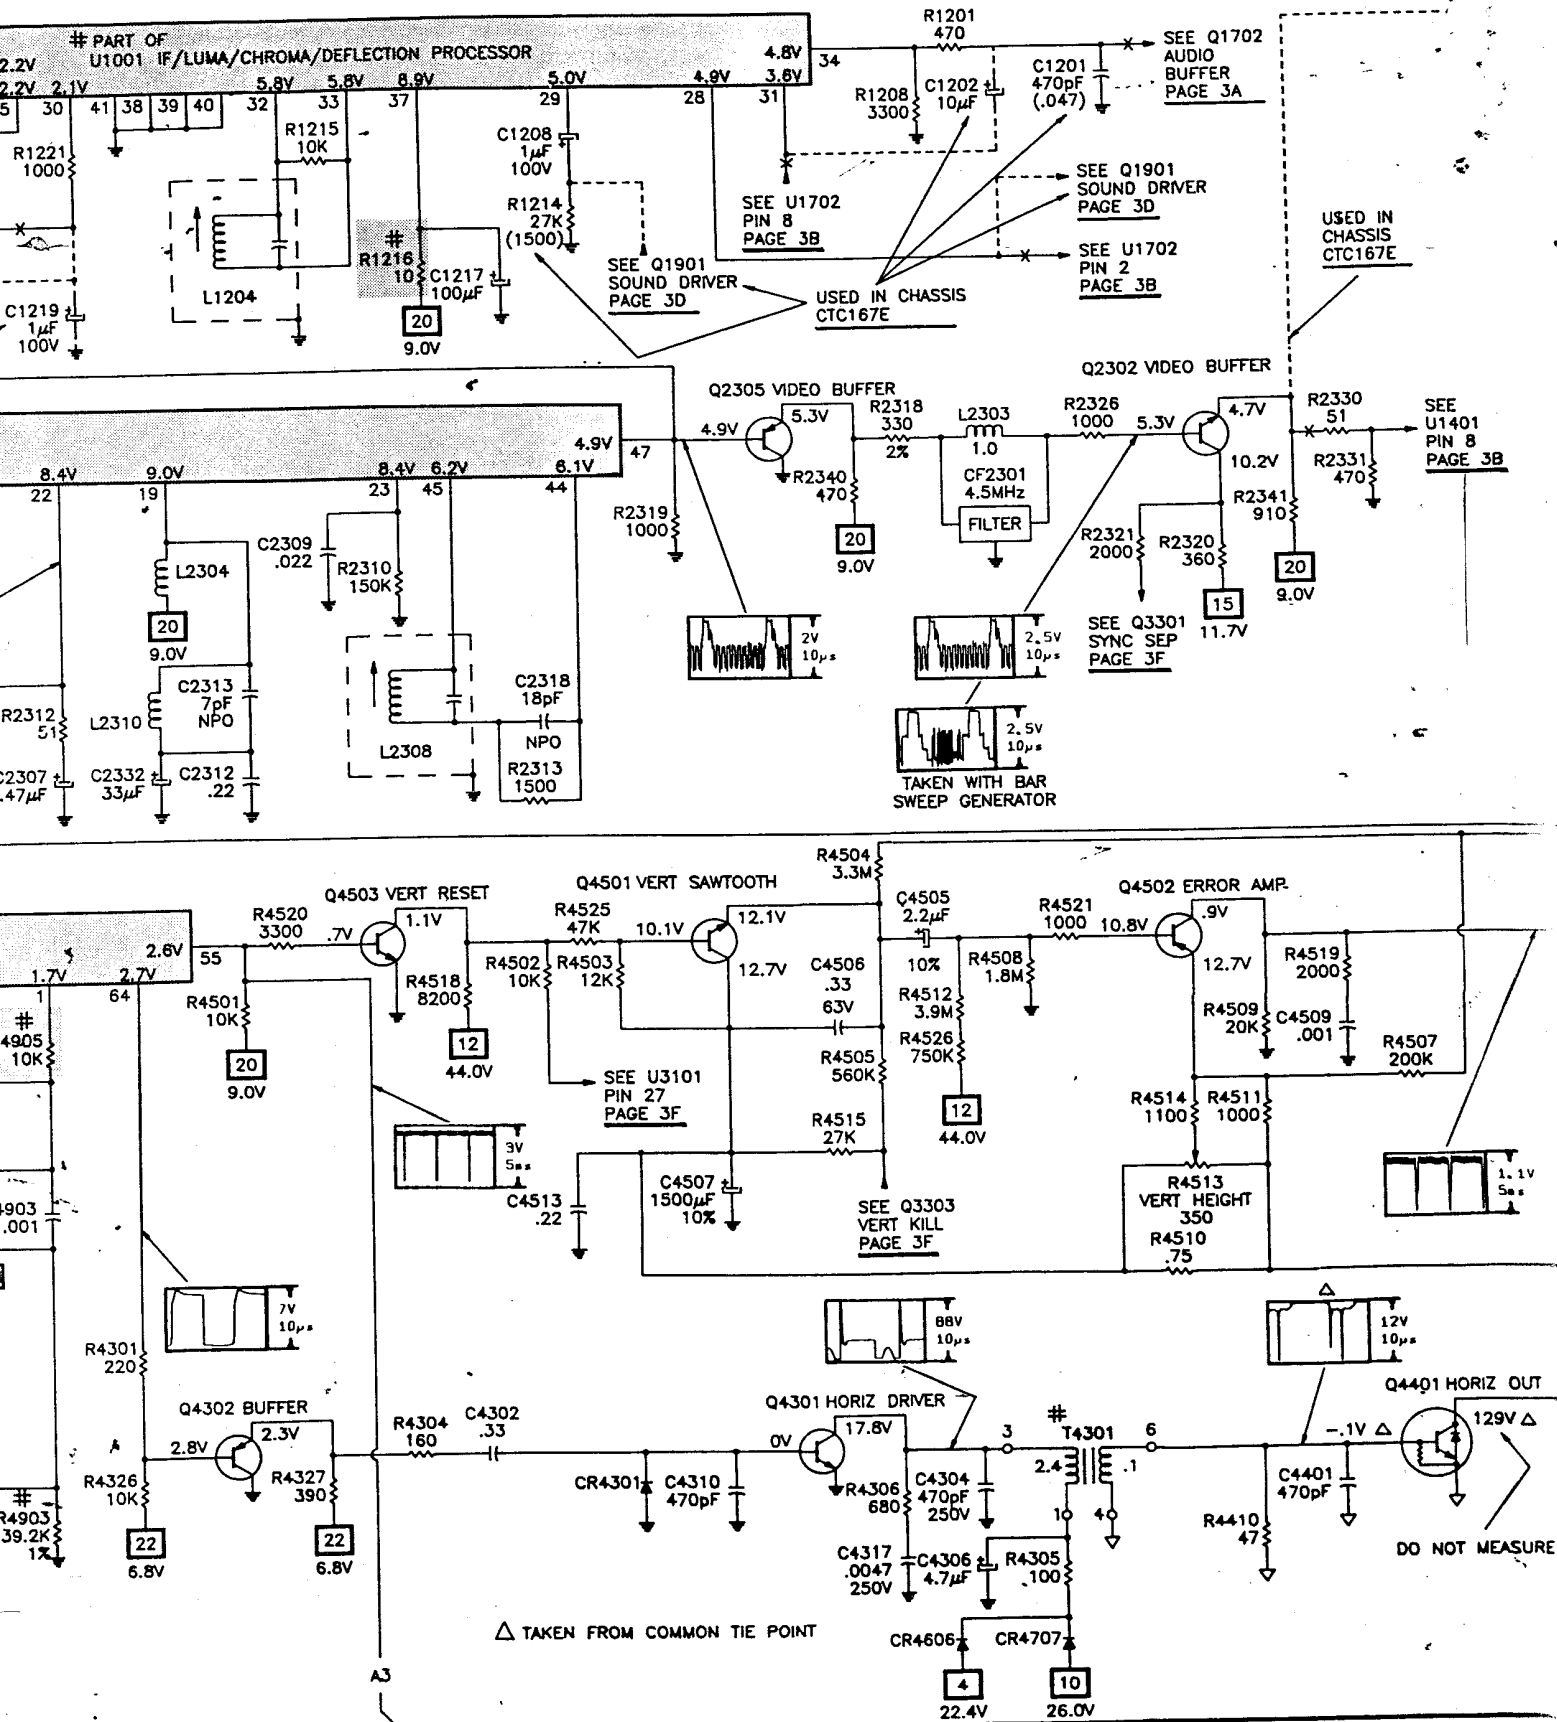 # PART OF
U1001 IF/LUMA/CHROMA/DEFLECTION PROCESSOR
2.2V
2.2V
2.1V
5.8V
5.8V
8.9V
5.0V
4.9V
4.8V
3.6V
34
5
30
41
38
39
40
32
33
37
29
28
31
R1201
470
SEE Q1702
AUDIO
BUFFER
PAGE 3A
R1208
3300
C1202
10µF
C1201
470pF
(.047)
R1221
1000
R1215
10K
C1208
1µF
100V
R1214
27K
(1500)
L1204
#
R1216
10
C1217
100µF
20
9.0V
SEE Q1901
SOUND DRIVER
PAGE 3D
SEE U1702
PIN 8
PAGE 3B
SEE Q1901
SOUND DRIVER
PAGE 3D
SEE U1702
PIN 2
PAGE 3B
USED IN CHASSIS
CTC167E
USED IN
CHASSIS
CTC167E
C1219
1µF
100V
Q2305 VIDEO BUFFER
Q2302 VIDEO BUFFER
4.9V
47
4.9V
5.3V
R2318
330
2%
L2303
1.0
R2326
1000
5.3V
4.7V
10.2V
R2330
51
SEE
U1401
PIN 8
PAGE 3B
R2331
470
R2341
910
20
9.0V
8.4V
22
9.0V
19
8.4V
23
6.2V
45
6.1V
44
R2340
470
20
9.0V
CF2301
4.5MHz
FILTER
R2321
2000
R2320
360
15
11.7V
SEE Q3301
SYNC SEP
PAGE 3F
R2319
1000
C2309
.022
R2310
150K
L2304
20
9.0V
2V
10µs
2.5V
10µs
2.5V
10µs
TAKEN WITH BAR
SWEEP GENERATOR
R2312
51
L2310
C2313
7pF
NPO
L2308
C2318
18pF
NPO
R2313
1500
C2307
.47µF
C2332
33µF
C2312
.22
Q4503 VERT RESET
Q4501 VERT SAWTOOTH
R4504
3.3M
Q4502 ERROR AMP.
2.6V
55
R4520
3300
.7V
1.1V
R4525
47K
10.1V
12.1V
12.7V
C4505
2.2µF
10%
R4521
1000
10.8V
.9V
12.7V
1.7V
1
2.7V
64
R4501
10K
20
9.0V
R4518
8200
12
44.0V
R4502
10K
R4503
12K
C4506
.33
63V
R4512
3.9M
R4526
750K
12
44.0V
R4508
1.8M
R4519
2000
R4509
20K
C4509
.001
R4507
200K
#
4905
10K
SEE U3101
PIN 27
PAGE 3F
R4505
560K
R4515
27K
R4514
1100
R4511
1000
3V
5ms
C4513
.22
C4507
1500µF
10%
SEE Q3303
VERT KILL
PAGE 3F
R4513
VERT HEIGHT
350
R4510
.75
1.1V
5ms
4903
.001
7V
10µs
88V
10µs
△
12V
10µs
R4301
220
Q4302 BUFFER
2.8V
2.3V
R4304
160
C4302
.33
Q4301 HORIZ DRIVER
0V
17.8V
3
#
T4301
2.4
.1
6
1
4
-.1V △
Q4401 HORIZ OUT
129V △
R4326
10K
22
6.8V
R4327
390
22
6.8V
CR4301
C4310
470pF
R4306
680
C4304
470pF
250V
C4317
.0047
250V
C4306
4.7µF
R4305
100
R4410
47
C4401
470pF
DO NOT MEASURE
#
R4903
39.2K
1%
△ TAKEN FROM COMMON TIE POINT
CR4606
CR4707
4
22.4V
10
26.0V
A3